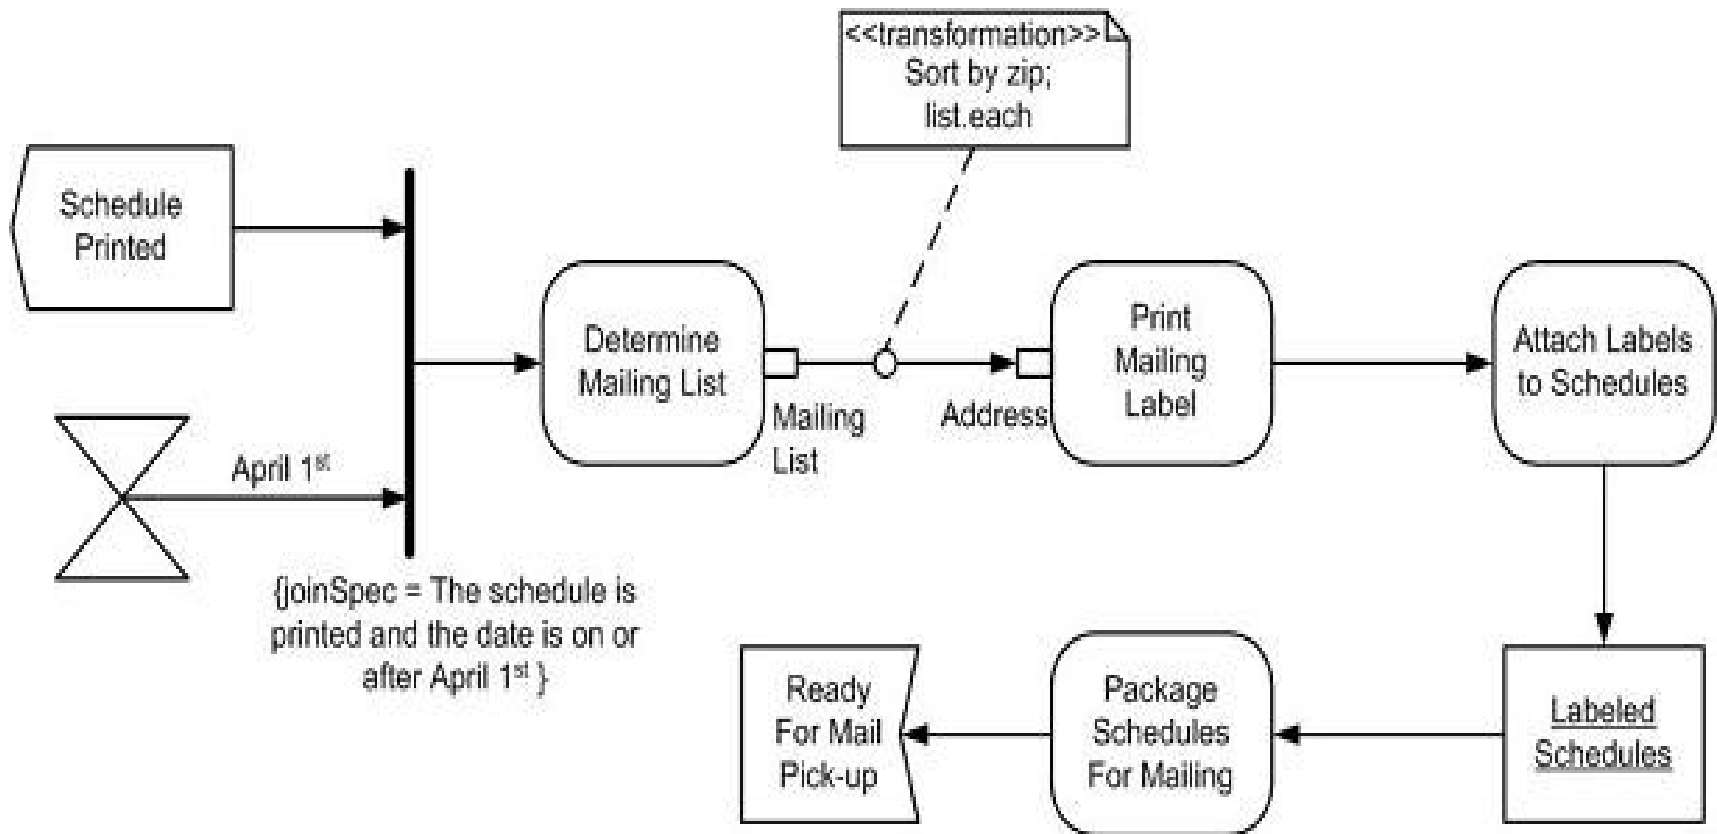 <<transformation>>
Sort by zip;
list.each
Schedule
Printed
Determine
Mailing List
Mailing
List
Address
Print
Mailing
Label
Attach Labels
to Schedules
April 1st
{joinSpec = The schedule is
printed and the date is on or
after April 1st }
Ready
For Mail
Pick-up
Package
Schedules
For Mailing
Labeled
Schedules